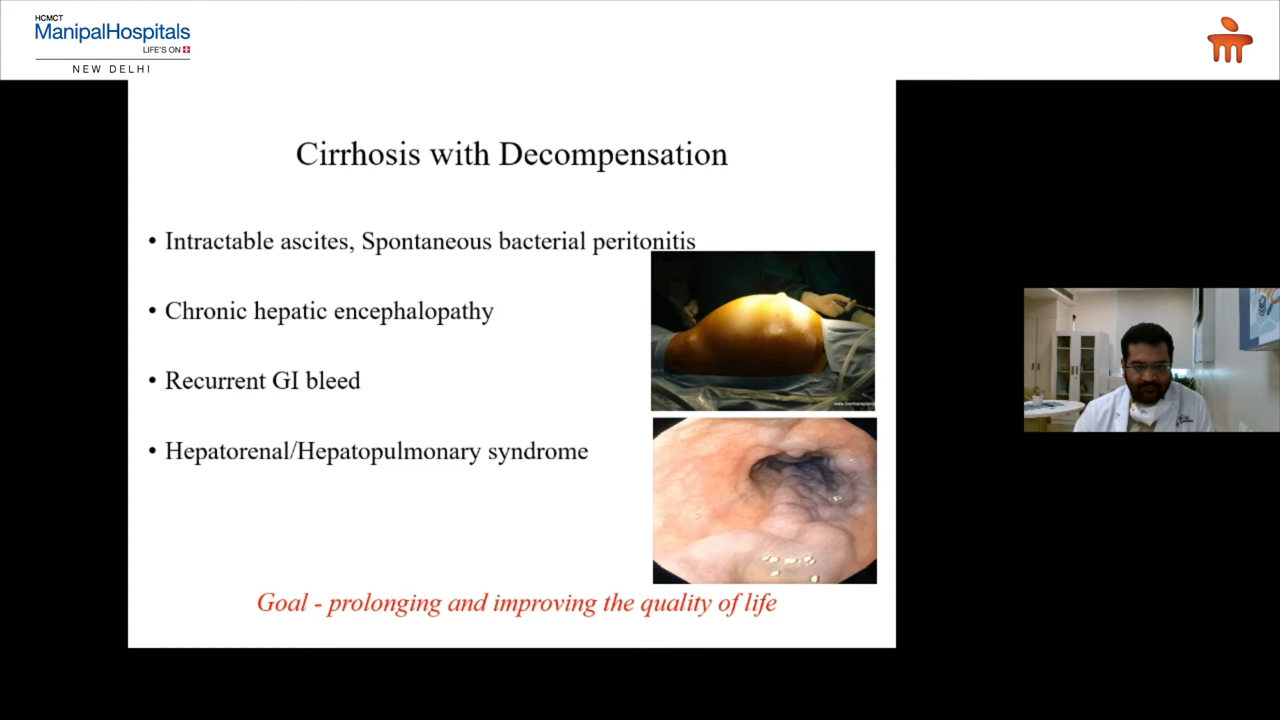 HCMCT
ManipalHospitals
LIFE'S ON
NEW DELHI
Cirrhosis with Decompensation
• Intractable ascites, Spontaneous bacterial peritonitis
• Chronic hepatic encephalopathy
• Recurrent GI bleed
• Hepatorenal/Hepatopulmonary syndrome
Goal - prolonging and improving the quality of life